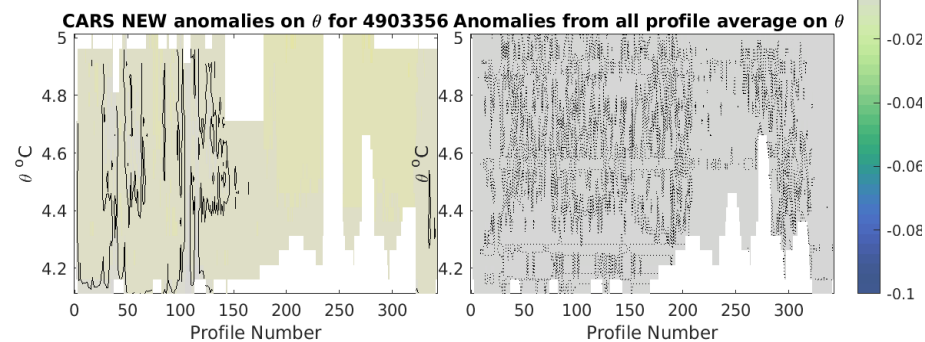 CARS NEW anomalies on θ for 4903356
Anomalies from all profile average on θ
5
4.8
4.6
4.4
4.2
θ °C
0 50 100 150 200 250 300
Profile Number
5
4.8
4.6
4.4
4.2
θ °C
0 50 100 150 200 250 300
Profile Number
-0.02
-0.04
-0.06
-0.08
-0.1